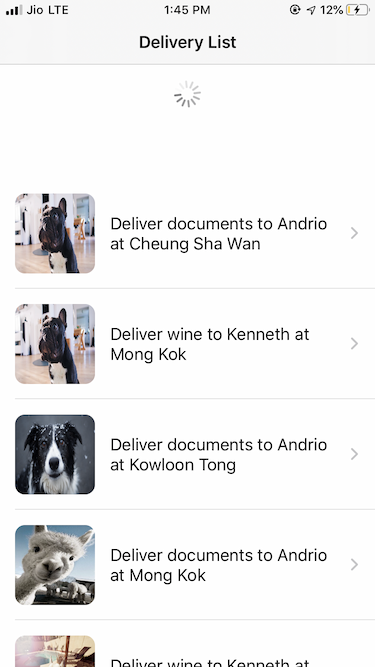 Jio LTE 1:45 PM 12%
Delivery List
Deliver documents to Andrio
at Cheung Sha Wan
Deliver wine to Kenneth at
Mong Kok
Deliver documents to Andrio
at Kowloon Tong
Deliver documents to Andrio
at Mong Kok
Deliver wine to Kenneth at